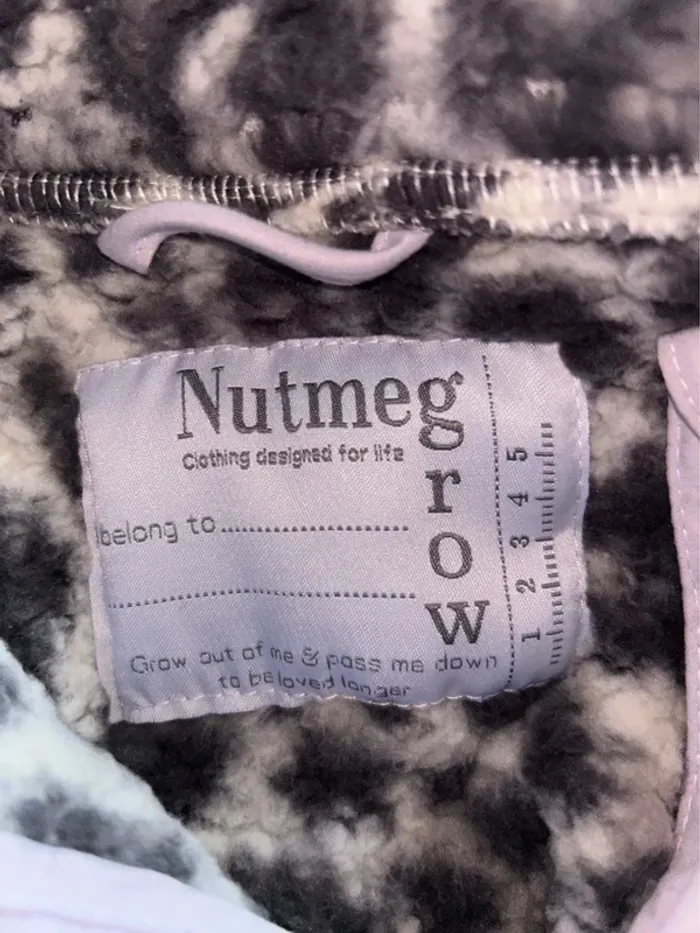 Nutmeg
r
o
w
Clothing designed for life
I belong to........................
........................
Grow out of me & pass me down
to be loved longer
1 2 3 4 5